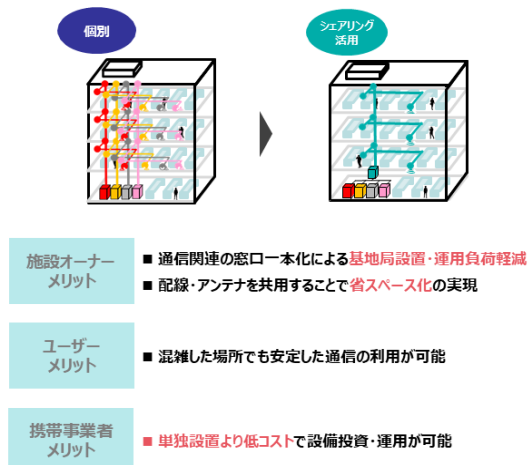 個別
シェアリング
活用
施設オーナー
メリット
■ 通信関連の窓口一本化による基地局設置・運用負荷軽減
■ 配線・アンテナを共用することで省スペース化の実現
ユーザー
メリット
■ 混雑した場所でも安定した通信の利用が可能
携帯事業者
メリット
■ 単独設置より低コストで設備投資・運用が可能